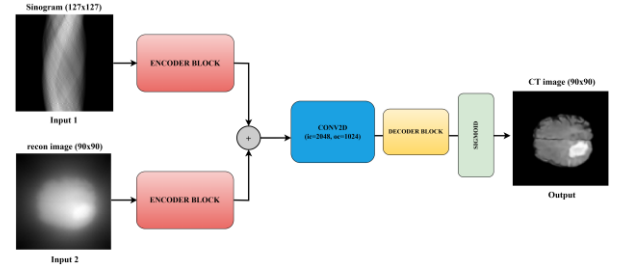 Sinogram (127x127)
ENCODER BLOCK
Input 1
+
CONV2D
(ic=2048, oc=1024)
DECODER BLOCK
SIGMOID
CT image (90x90)
Output
recon image (90x90)
ENCODER BLOCK
Input 2